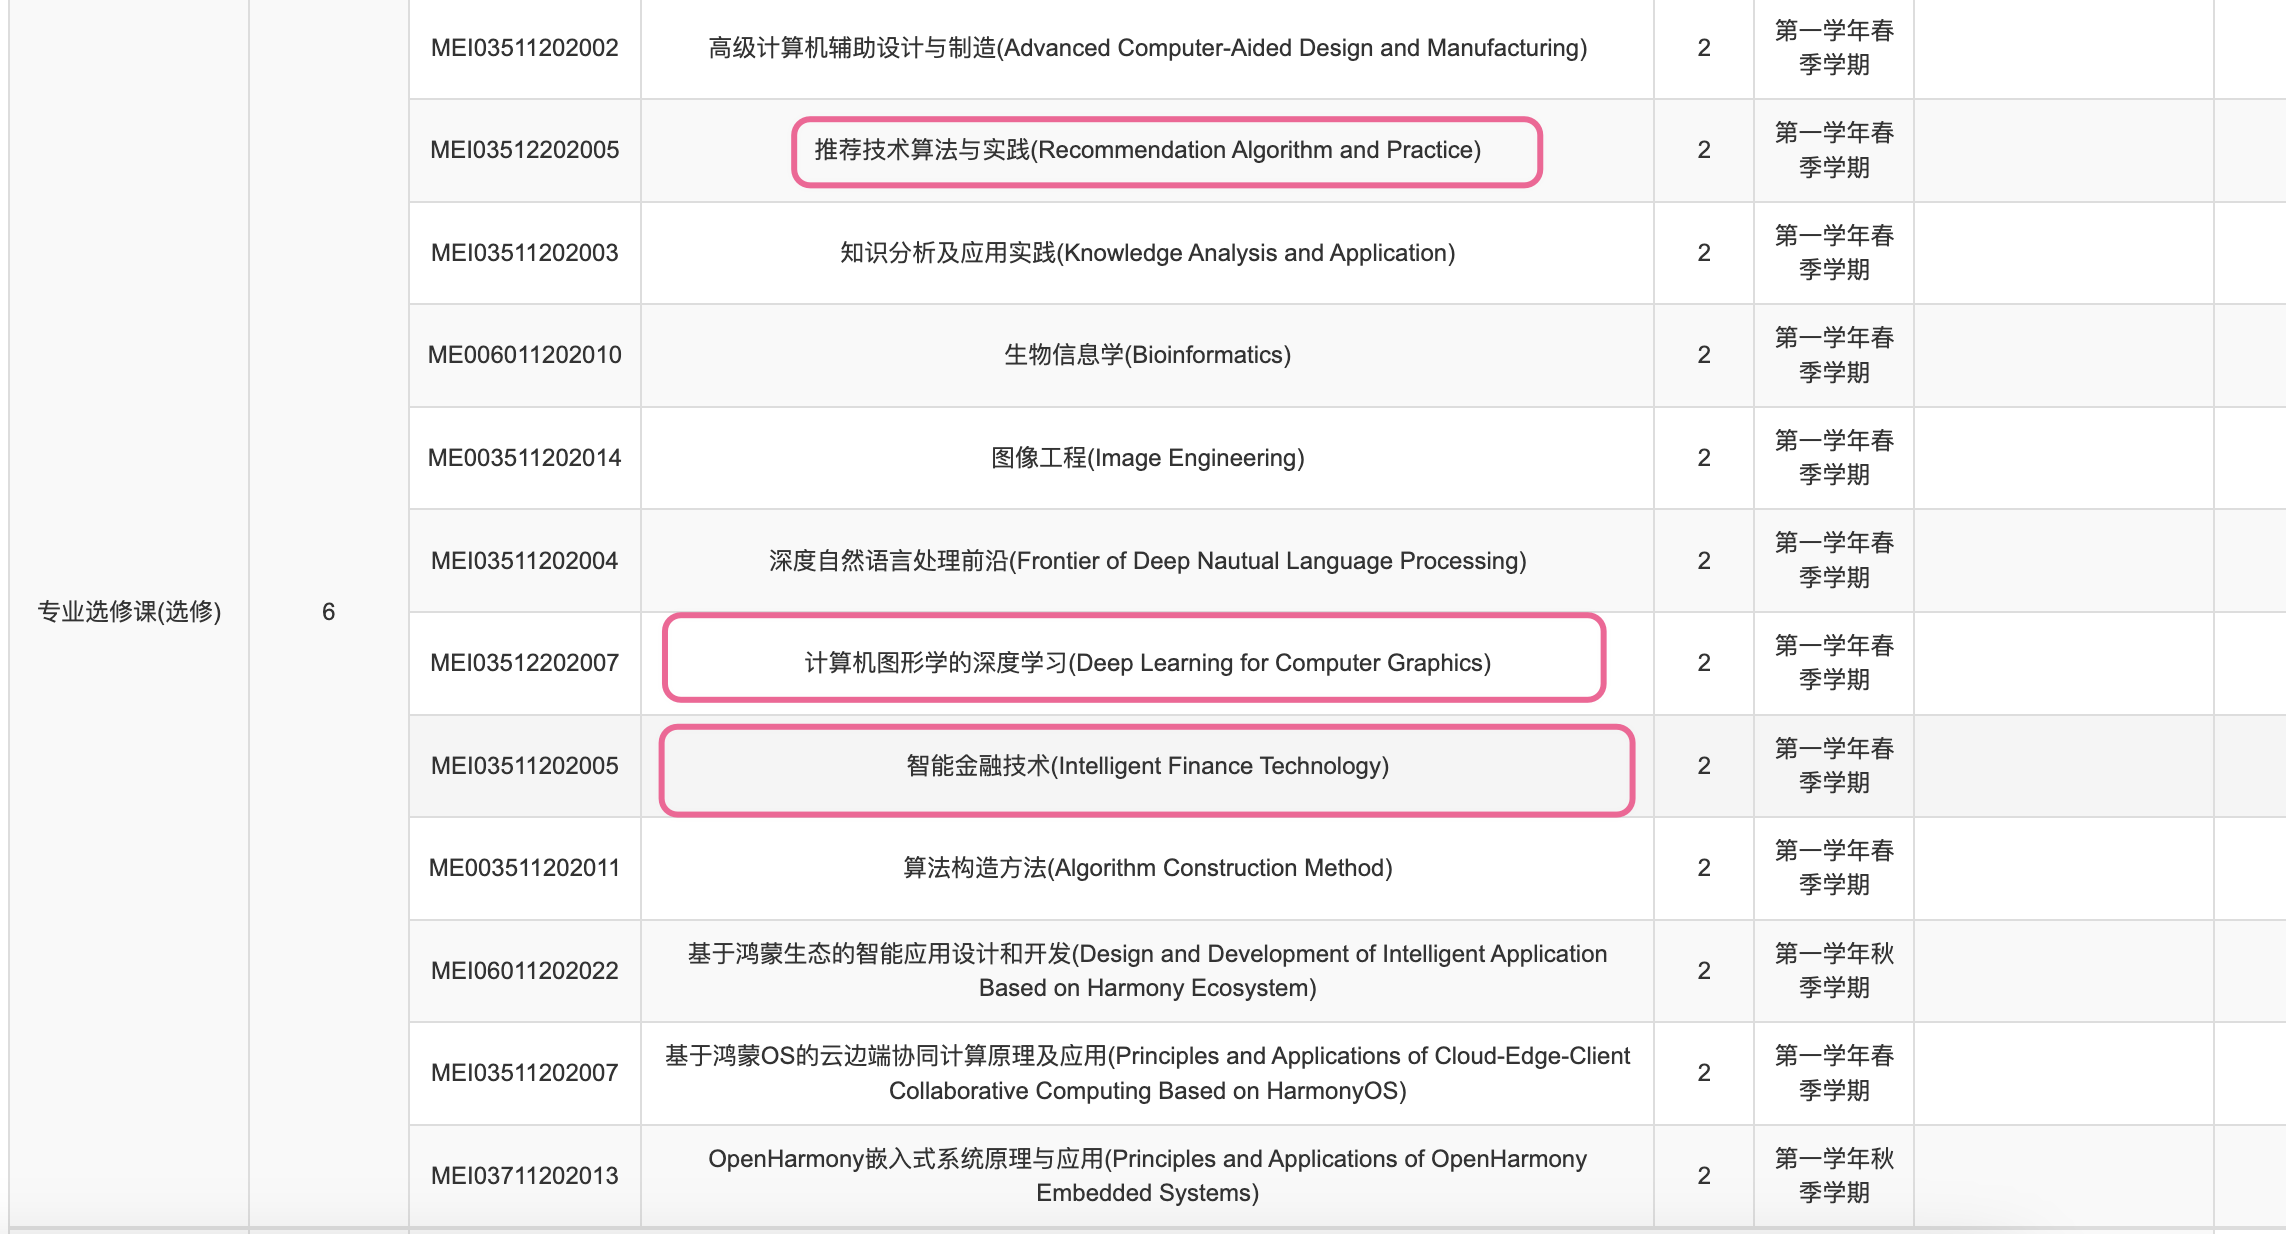 MEI03511202002
高级计算机辅助设计与制造(Advanced Computer-Aided Design and Manufacturing)
2
第一学年春
季学期
MEI03512202005
推荐技术算法与实践(Recommendation Algorithm and Practice)
2
第一学年春
季学期
MEI03511202003
知识分析及应用实践(Knowledge Analysis and Application)
2
第一学年春
季学期
ME006011202010
生物信息学(Bioinformatics)
2
第一学年春
季学期
ME003511202014
图像工程(Image Engineering)
2
第一学年春
季学期
MEI03511202004
深度自然语言处理前沿(Frontier of Deep Nautual Language Processing)
2
第一学年春
季学期
专业选修课(选修)
6
MEI03512202007
计算机图形学的深度学习(Deep Learning for Computer Graphics)
2
第一学年春
季学期
MEI03511202005
智能金融技术(Intelligent Finance Technology)
2
第一学年春
季学期
ME003511202011
算法构造方法(Algorithm Construction Method)
2
第一学年春
季学期
MEI06011202022
基于鸿蒙生态的智能应用设计和开发(Design and Development of Intelligent Application
Based on Harmony Ecosystem)
2
第一学年秋
季学期
MEI03511202007
基于鸿蒙OS的云边端协同计算原理及应用(Principles and Applications of Cloud-Edge-Client
Collaborative Computing Based on HarmonyOS)
2
第一学年春
季学期
MEI03711202013
OpenHarmony嵌入式系统原理与应用(Principles and Applications of OpenHarmony
Embedded Systems)
2
第一学年秋
季学期